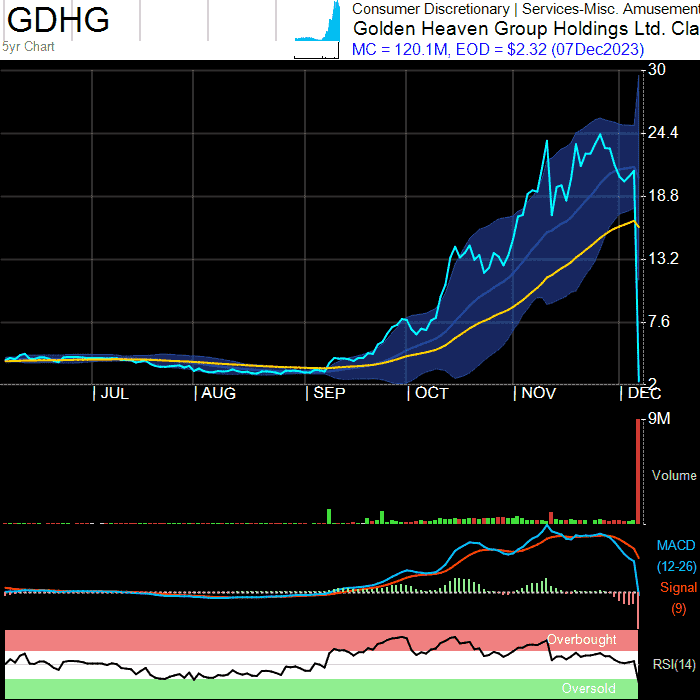 GDHG
5yr Chart
Consumer Discretionary | Services-Misc. Amusement
Golden Heaven Group Holdings Ltd. Cla
MC = 120.1M, EOD = $2.32 (07Dec2023)
30
24.4
18.8
13.2
7.6
2
JUL AUG SEP OCT NOV DEC
9M
Volume
MACD
(12-26)
Signal
(9)
Overbought
RSI(14)
Oversold